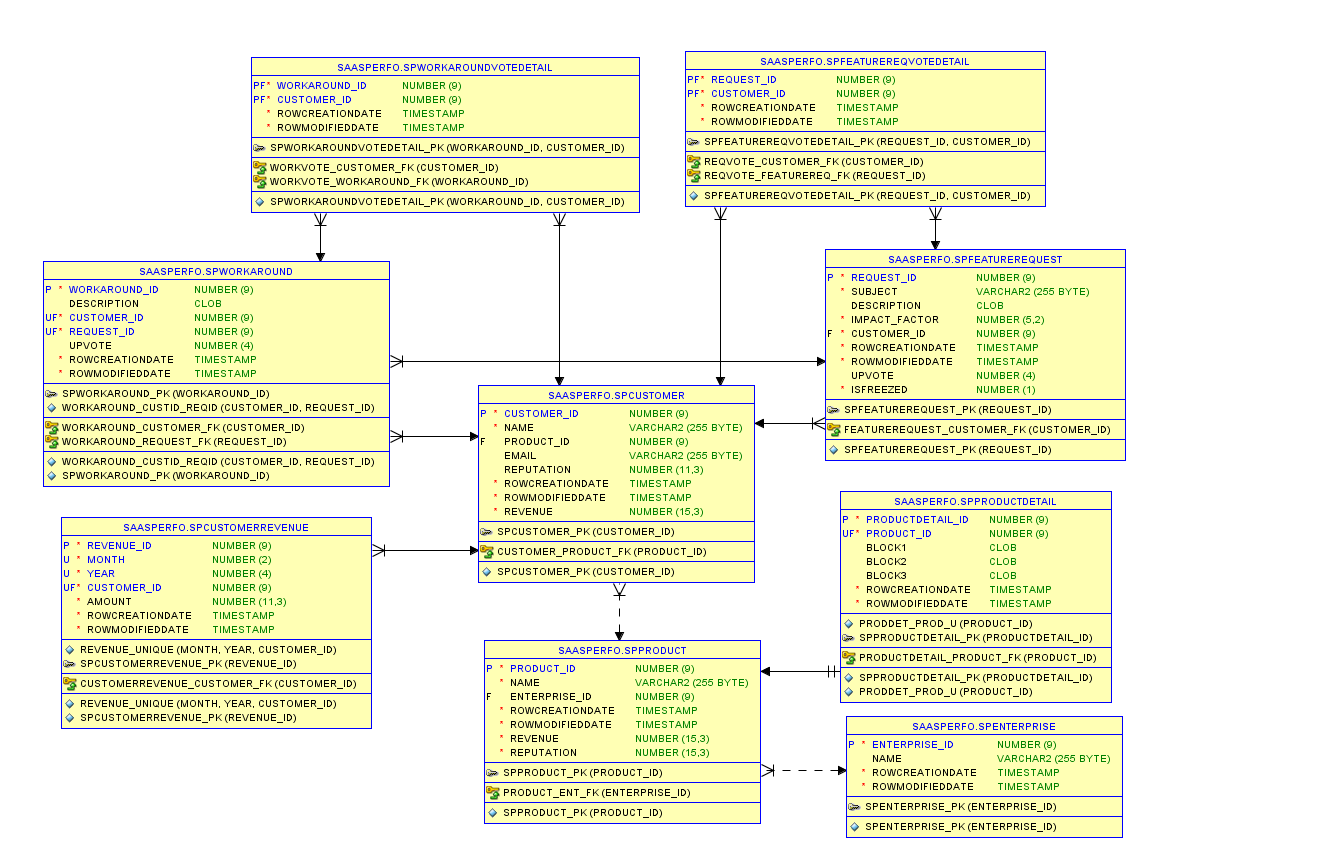 SAASPERFO.SPWORKAROUNDVOTEDETAIL
PF* WORKAROUND_ID NUMBER (9)
PF* CUSTOMER_ID NUMBER (9)
* ROWCREATIONDATE TIMESTAMP
* ROWMODIFIEDDATE TIMESTAMP
SPWORKAROUNDVOTEDETAIL_PK (WORKAROUND_ID, CUSTOMER_ID)
WORKVOTE_CUSTOMER_FK (CUSTOMER_ID)
WORKVOTE_WORKAROUND_FK (WORKAROUND_ID)
SPWORKAROUNDVOTEDETAIL_PK (WORKAROUND_ID, CUSTOMER_ID)
SAASPERFO.SPFEATUREREQVOTEDETAIL
PF* REQUEST_ID NUMBER (9)
PF* CUSTOMER_ID NUMBER (9)
* ROWCREATIONDATE TIMESTAMP
* ROWMODIFIEDDATE TIMESTAMP
SPFEATUREREQVOTEDETAIL_PK (REQUEST_ID, CUSTOMER_ID)
REQVOTE_CUSTOMER_FK (CUSTOMER_ID)
REQVOTE_FEATUREREQ_FK (REQUEST_ID)
SPFEATUREREQVOTEDETAIL_PK (REQUEST_ID, CUSTOMER_ID)
SAASPERFO.SPWORKAROUND
P * WORKAROUND_ID NUMBER (9)
DESCRIPTION CLOB
UF* CUSTOMER_ID NUMBER (9)
UF* REQUEST_ID NUMBER (9)
UPVOTE NUMBER (4)
* ROWCREATIONDATE TIMESTAMP
* ROWMODIFIEDDATE TIMESTAMP
SPWORKAROUND_PK (WORKAROUND_ID)
WORKAROUND_CUSTID_REQID (CUSTOMER_ID, REQUEST_ID)
WORKAROUND_CUSTOMER_FK (CUSTOMER_ID)
WORKAROUND_REQUEST_FK (REQUEST_ID)
WORKAROUND_CUSTID_REQID (CUSTOMER_ID, REQUEST_ID)
SPWORKAROUND_PK (WORKAROUND_ID)
SAASPERFO.SPFEATUREREQUEST
P * REQUEST_ID NUMBER (9)
* SUBJECT VARCHAR2 (255 BYTE)
DESCRIPTION CLOB
* IMPACT_FACTOR NUMBER (5,2)
F * CUSTOMER_ID NUMBER (9)
* ROWCREATIONDATE TIMESTAMP
* ROWMODIFIEDDATE TIMESTAMP
UPVOTE NUMBER (4)
* ISFREEZED NUMBER (1)
SPFEATUREREQUEST_PK (REQUEST_ID)
FEATUREREQUEST_CUSTOMER_FK (CUSTOMER_ID)
SPFEATUREREQUEST_PK (REQUEST_ID)
SAASPERFO.SPCUSTOMER
P * CUSTOMER_ID NUMBER (9)
* NAME VARCHAR2 (255 BYTE)
F PRODUCT_ID NUMBER (9)
EMAIL VARCHAR2 (255 BYTE)
REPUTATION NUMBER (11,3)
* ROWCREATIONDATE TIMESTAMP
* ROWMODIFIEDDATE TIMESTAMP
* REVENUE NUMBER (15,3)
SPCUSTOMER_PK (CUSTOMER_ID)
CUSTOMER_PRODUCT_FK (PRODUCT_ID)
SPCUSTOMER_PK (CUSTOMER_ID)
SAASPERFO.SPCUSTOMERREVENUE
P * REVENUE_ID NUMBER (9)
U * MONTH NUMBER (2)
U * YEAR NUMBER (4)
UF* CUSTOMER_ID NUMBER (9)
* AMOUNT NUMBER (11,3)
* ROWCREATIONDATE TIMESTAMP
* ROWMODIFIEDDATE TIMESTAMP
REVENUE_UNIQUE (MONTH, YEAR, CUSTOMER_ID)
SPCUSTOMERREVENUE_PK (REVENUE_ID)
CUSTOMERREVENUE_CUSTOMER_FK (CUSTOMER_ID)
REVENUE_UNIQUE (MONTH, YEAR, CUSTOMER_ID)
SPCUSTOMERREVENUE_PK (REVENUE_ID)
SAASPERFO.SPPRODUCTDETAIL
P * PRODUCTDETAIL_ID NUMBER (9)
UF* PRODUCT_ID NUMBER (9)
BLOCK1 CLOB
BLOCK2 CLOB
BLOCK3 CLOB
* ROWCREATIONDATE TIMESTAMP
* ROWMODIFIEDDATE TIMESTAMP
PRODDET_PROD_U (PRODUCT_ID)
SPPRODUCTDETAIL_PK (PRODUCTDETAIL_ID)
PRODUCTDETAIL_PRODUCT_FK (PRODUCT_ID)
SPPRODUCTDETAIL_PK (PRODUCTDETAIL_ID)
PRODDET_PROD_U (PRODUCT_ID)
SAASPERFO.SPPRODUCT
P * PRODUCT_ID NUMBER (9)
* NAME VARCHAR2 (255 BYTE)
F ENTERPRISE_ID NUMBER (9)
* ROWCREATIONDATE TIMESTAMP
* ROWMODIFIEDDATE TIMESTAMP
* REVENUE NUMBER (15,3)
* REPUTATION NUMBER (15,3)
SPPRODUCT_PK (PRODUCT_ID)
PRODUCT_ENT_FK (ENTERPRISE_ID)
SPPRODUCT_PK (PRODUCT_ID)
SAASPERFO.SPENTERPRISE
P * ENTERPRISE_ID NUMBER (9)
NAME VARCHAR2 (255 BYTE)
* ROWCREATIONDATE TIMESTAMP
* ROWMODIFIEDDATE TIMESTAMP
SPENTERPRISE_PK (ENTERPRISE_ID)
SPENTERPRISE_PK (ENTERPRISE_ID)